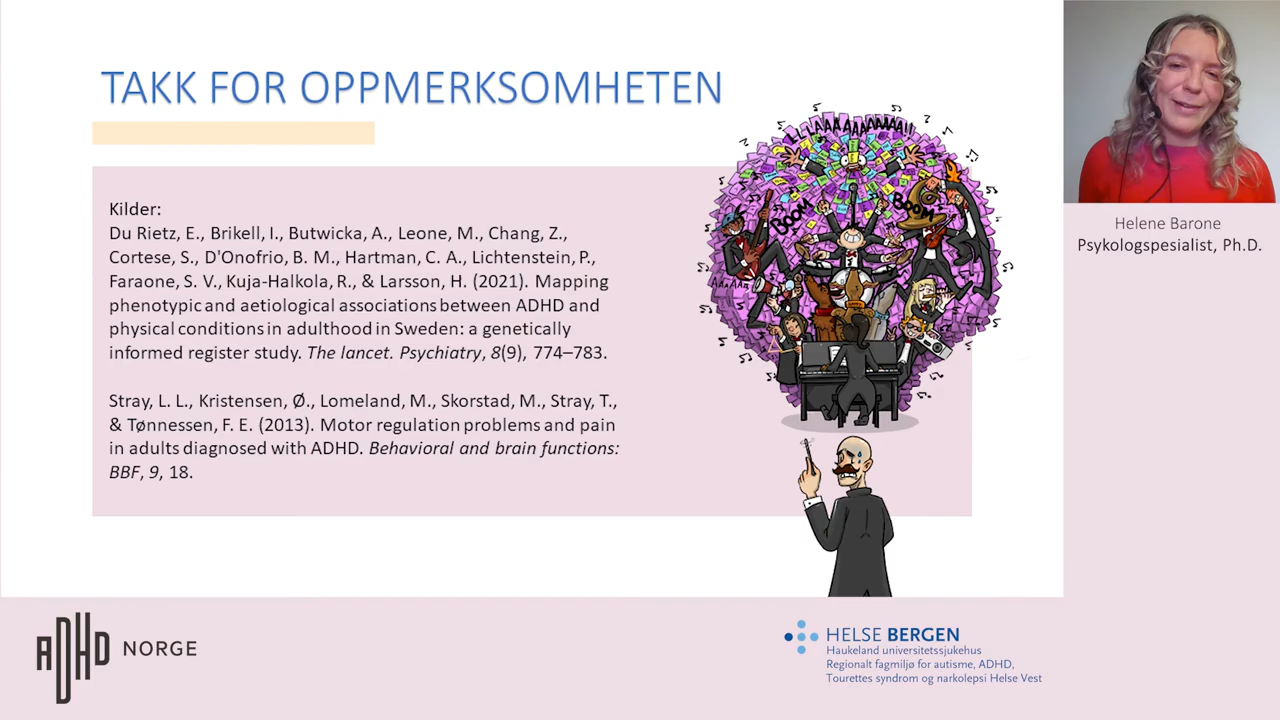 TAKK FOR OPPMERKSOMHETEN
Kilder:
Du Rietz, E., Brikell, I., Butwicka, A., Leone, M., Chang, Z.,
Cortese, S., D'Onofrio, B. M., Hartman, C. A., Lichtenstein, P.,
Faraone, S. V., Kuja-Halkola, R., & Larsson, H. (2021). Mapping
phenotypic and aetiological associations between ADHD and
physical conditions in adulthood in Sweden: a genetically
informed register study. The lancet. Psychiatry, 8(9), 774–783.
Stray, L. L., Kristensen, Ø., Lomeland, M., Skorstad, M., Stray, T.,
& Tønnessen, F. E. (2013). Motor regulation problems and pain
in adults diagnosed with ADHD. Behavioral and brain functions:
BBF, 9, 18.
BOOM
BOOM
Helene Barone
Psykologspesialist, Ph.D.
ADHD NORGE
HELSE BERGEN
Haukeland universitetssjukehus
Regionalt fagmiljø for autisme, ADHD,
Tourettes syndrom og narkolepsi Helse Vest